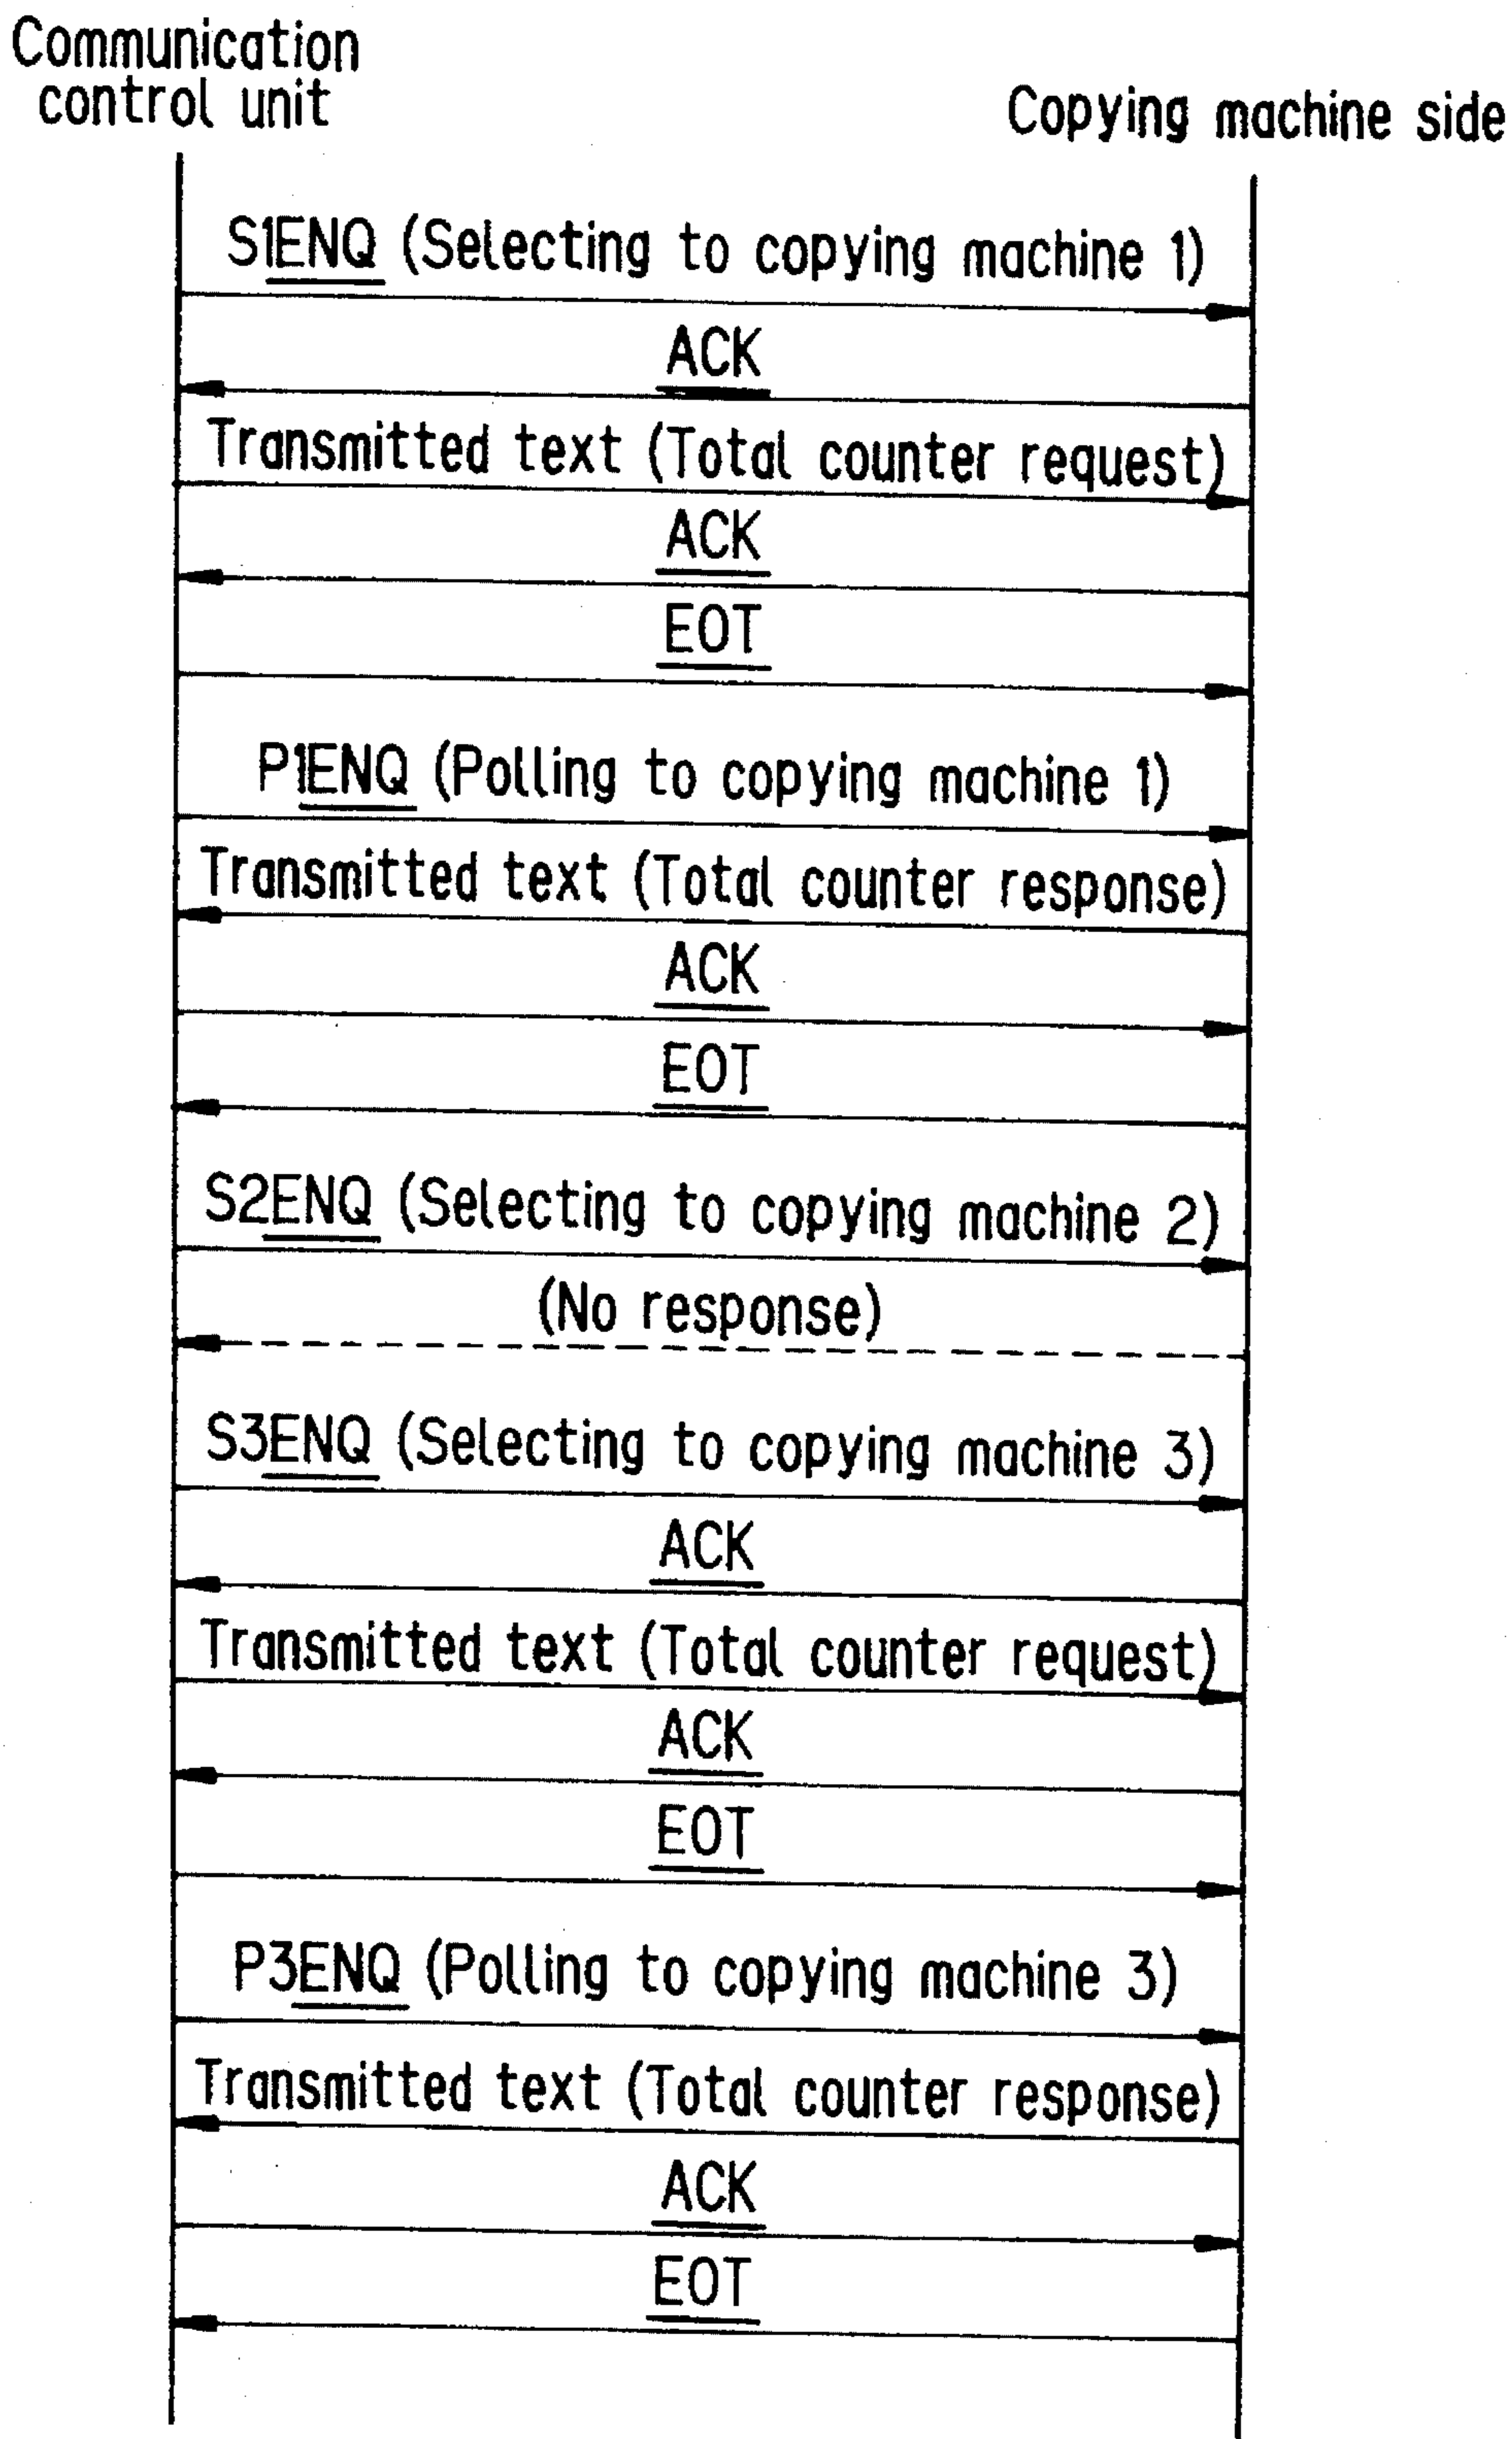 Communication
control unit
Copying machine side
S1ENQ (Selecting to copying machine 1)
ACK
Transmitted text (Total counter request)
ACK
EOT
P1ENQ (Polling to copying machine 1)
Transmitted text (Total counter response)
ACK
EOT
S2ENQ (Selecting to copying machine 2)
(No response)
S3ENQ (Selecting to copying machine 3)
ACK
Transmitted text (Total counter request)
ACK
EOT
P3ENQ (Polling to copying machine 3)
Transmitted text (Total counter response)
ACK
EOT